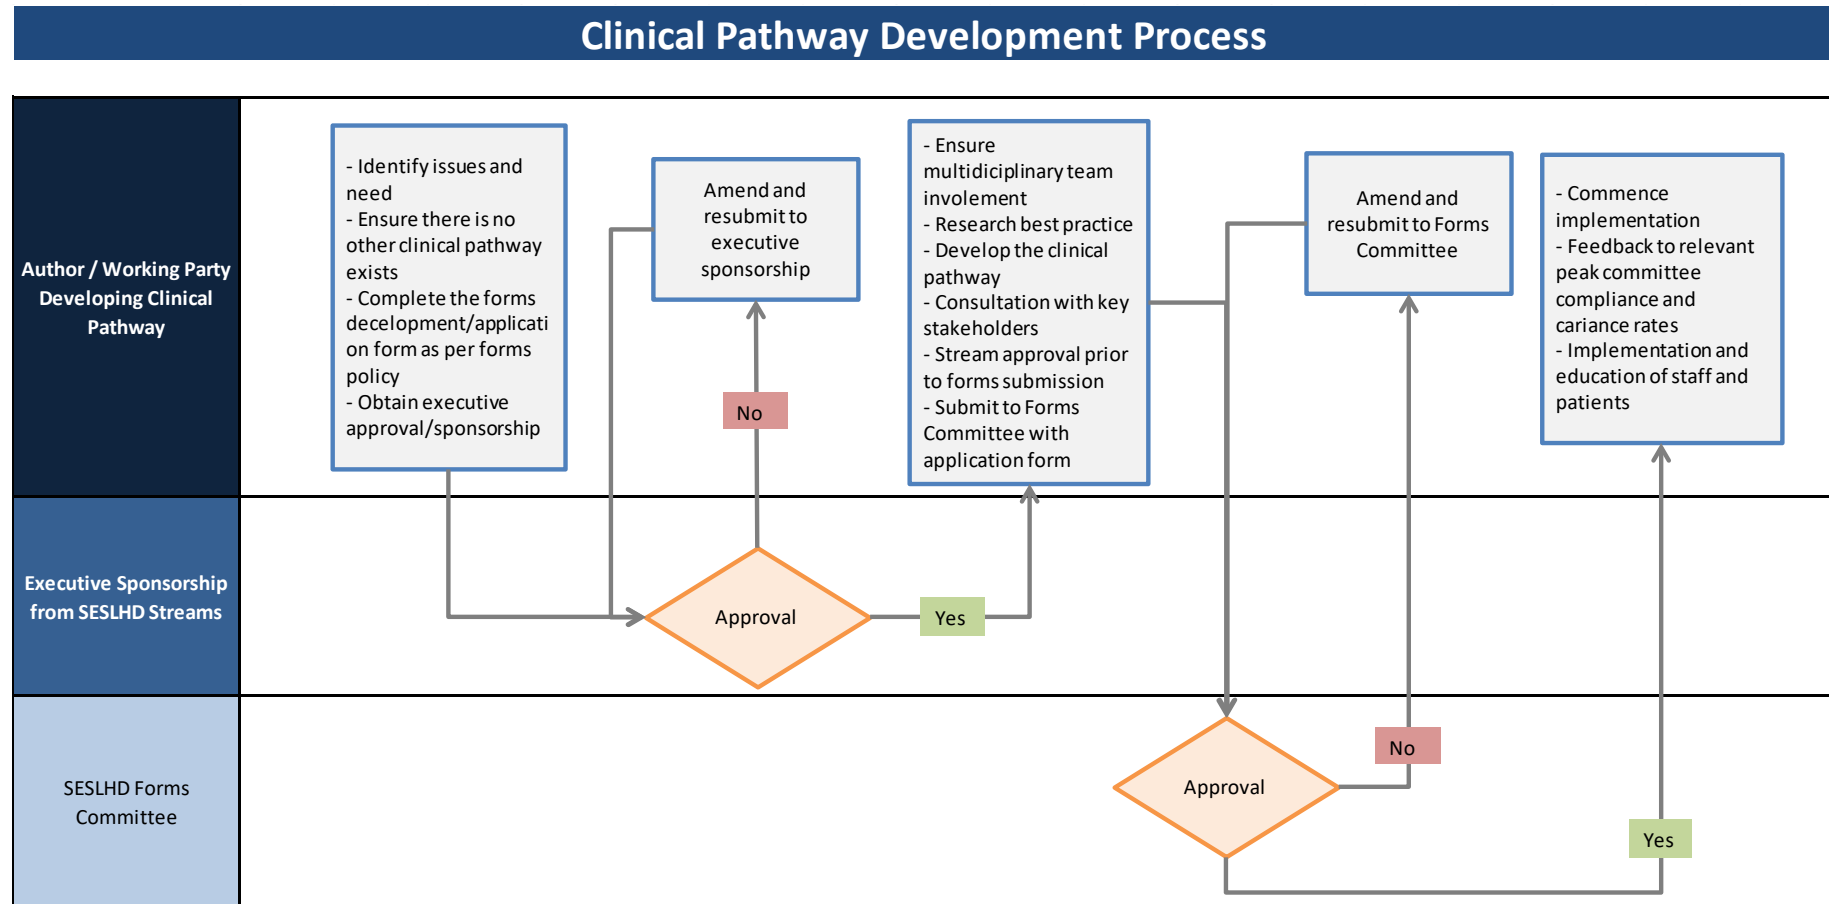 Clinical Pathway Development Process
Author / Working Party
Developing Clinical
Pathway
- Identify issues and
need
- Ensure there is no
other clinical pathway
exists
- Complete the forms
decelopment/applicati
on form as per forms
policy
- Obtain executive
approval/sponsorship
Amend and
resubmit to
executive
sponsorship
- Ensure
multidiciplinary team
involement
- Research best practice
- Develop the clinical
pathway
- Consultation with key
stakeholders
- Stream approval prior
to forms submission
- Submit to Forms
Committee with
application form
Amend and
resubmit to Forms
Committee
- Commence
implementation
- Feedback to relevant
peak committee
compliance and
cariance rates
- Implementation and
education of staff and
patients
No
Executive Sponsorship
from SESLHD Streams
Approval
Yes
SESLHD Forms
Committee
Approval
No
Yes